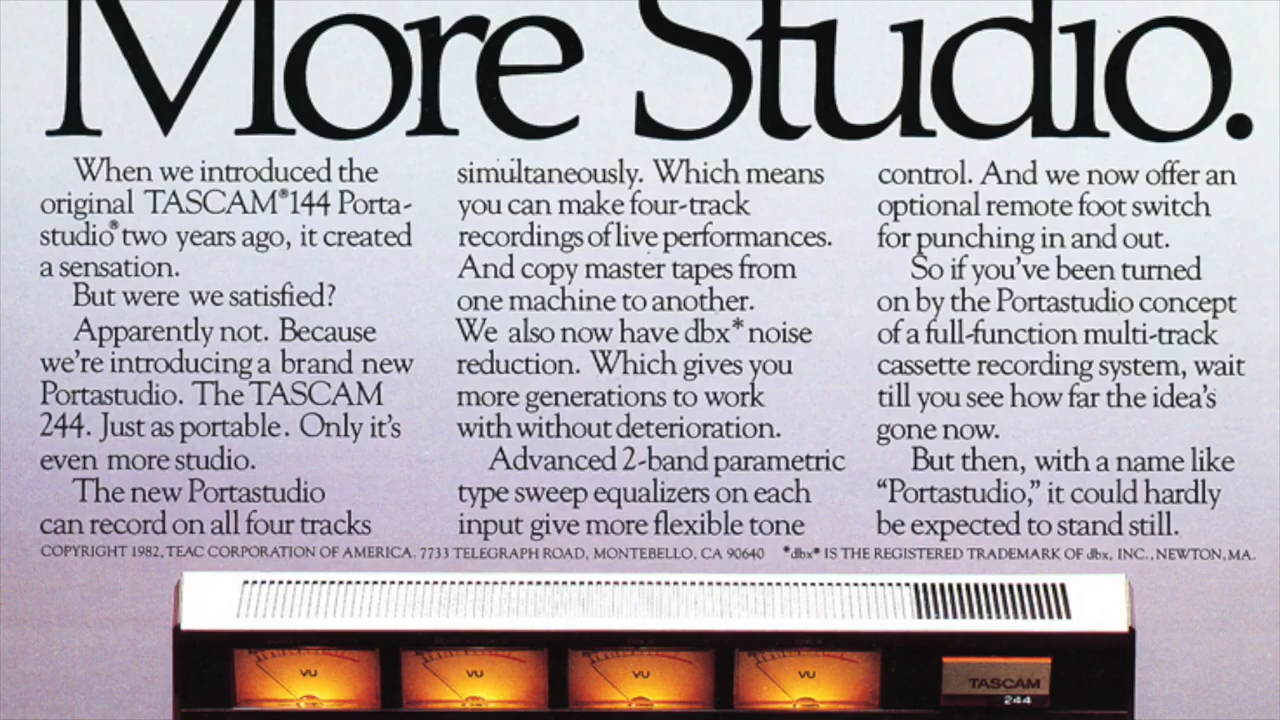 More Studio.
When we introduced the
original TASCAM®144 Porta-
studio® two years ago, it created
a sensation.
But were we satisfied?
Apparently not. Because
we're introducing a brand new
Portastudio. The TASCAM
244. Just as portable. Only it's
even more studio.
The new Portastudio
can record on all four tracks
simultaneously. Which means
you can make four-track
recordings of live performances.
And copy master tapes from
one machine to another.
We also now have dbx* noise
reduction. Which gives you
more generations to work
with without deterioration.
Advanced 2-band parametric
type sweep equalizers on each
input give more flexible tone
control. And we now offer an
optional remote foot switch
for punching in and out.
So if you've been turned
on by the Portastudio concept
of a full-function multi-track
cassette recording system, wait
till you see how far the idea's
gone now.
But then, with a name like
“Portastudio,” it could hardly
be expected to stand still.
COPYRIGHT 1982, TEAC CORPORATION OF AMERICA. 7733 TELEGRAPH ROAD, MONTEBELLO, CA 90640 *dbx® IS THE REGISTERED TRADEMARK OF dbx, INC., NEWTON, MA.
VU VU VU VU
TASCAM
244